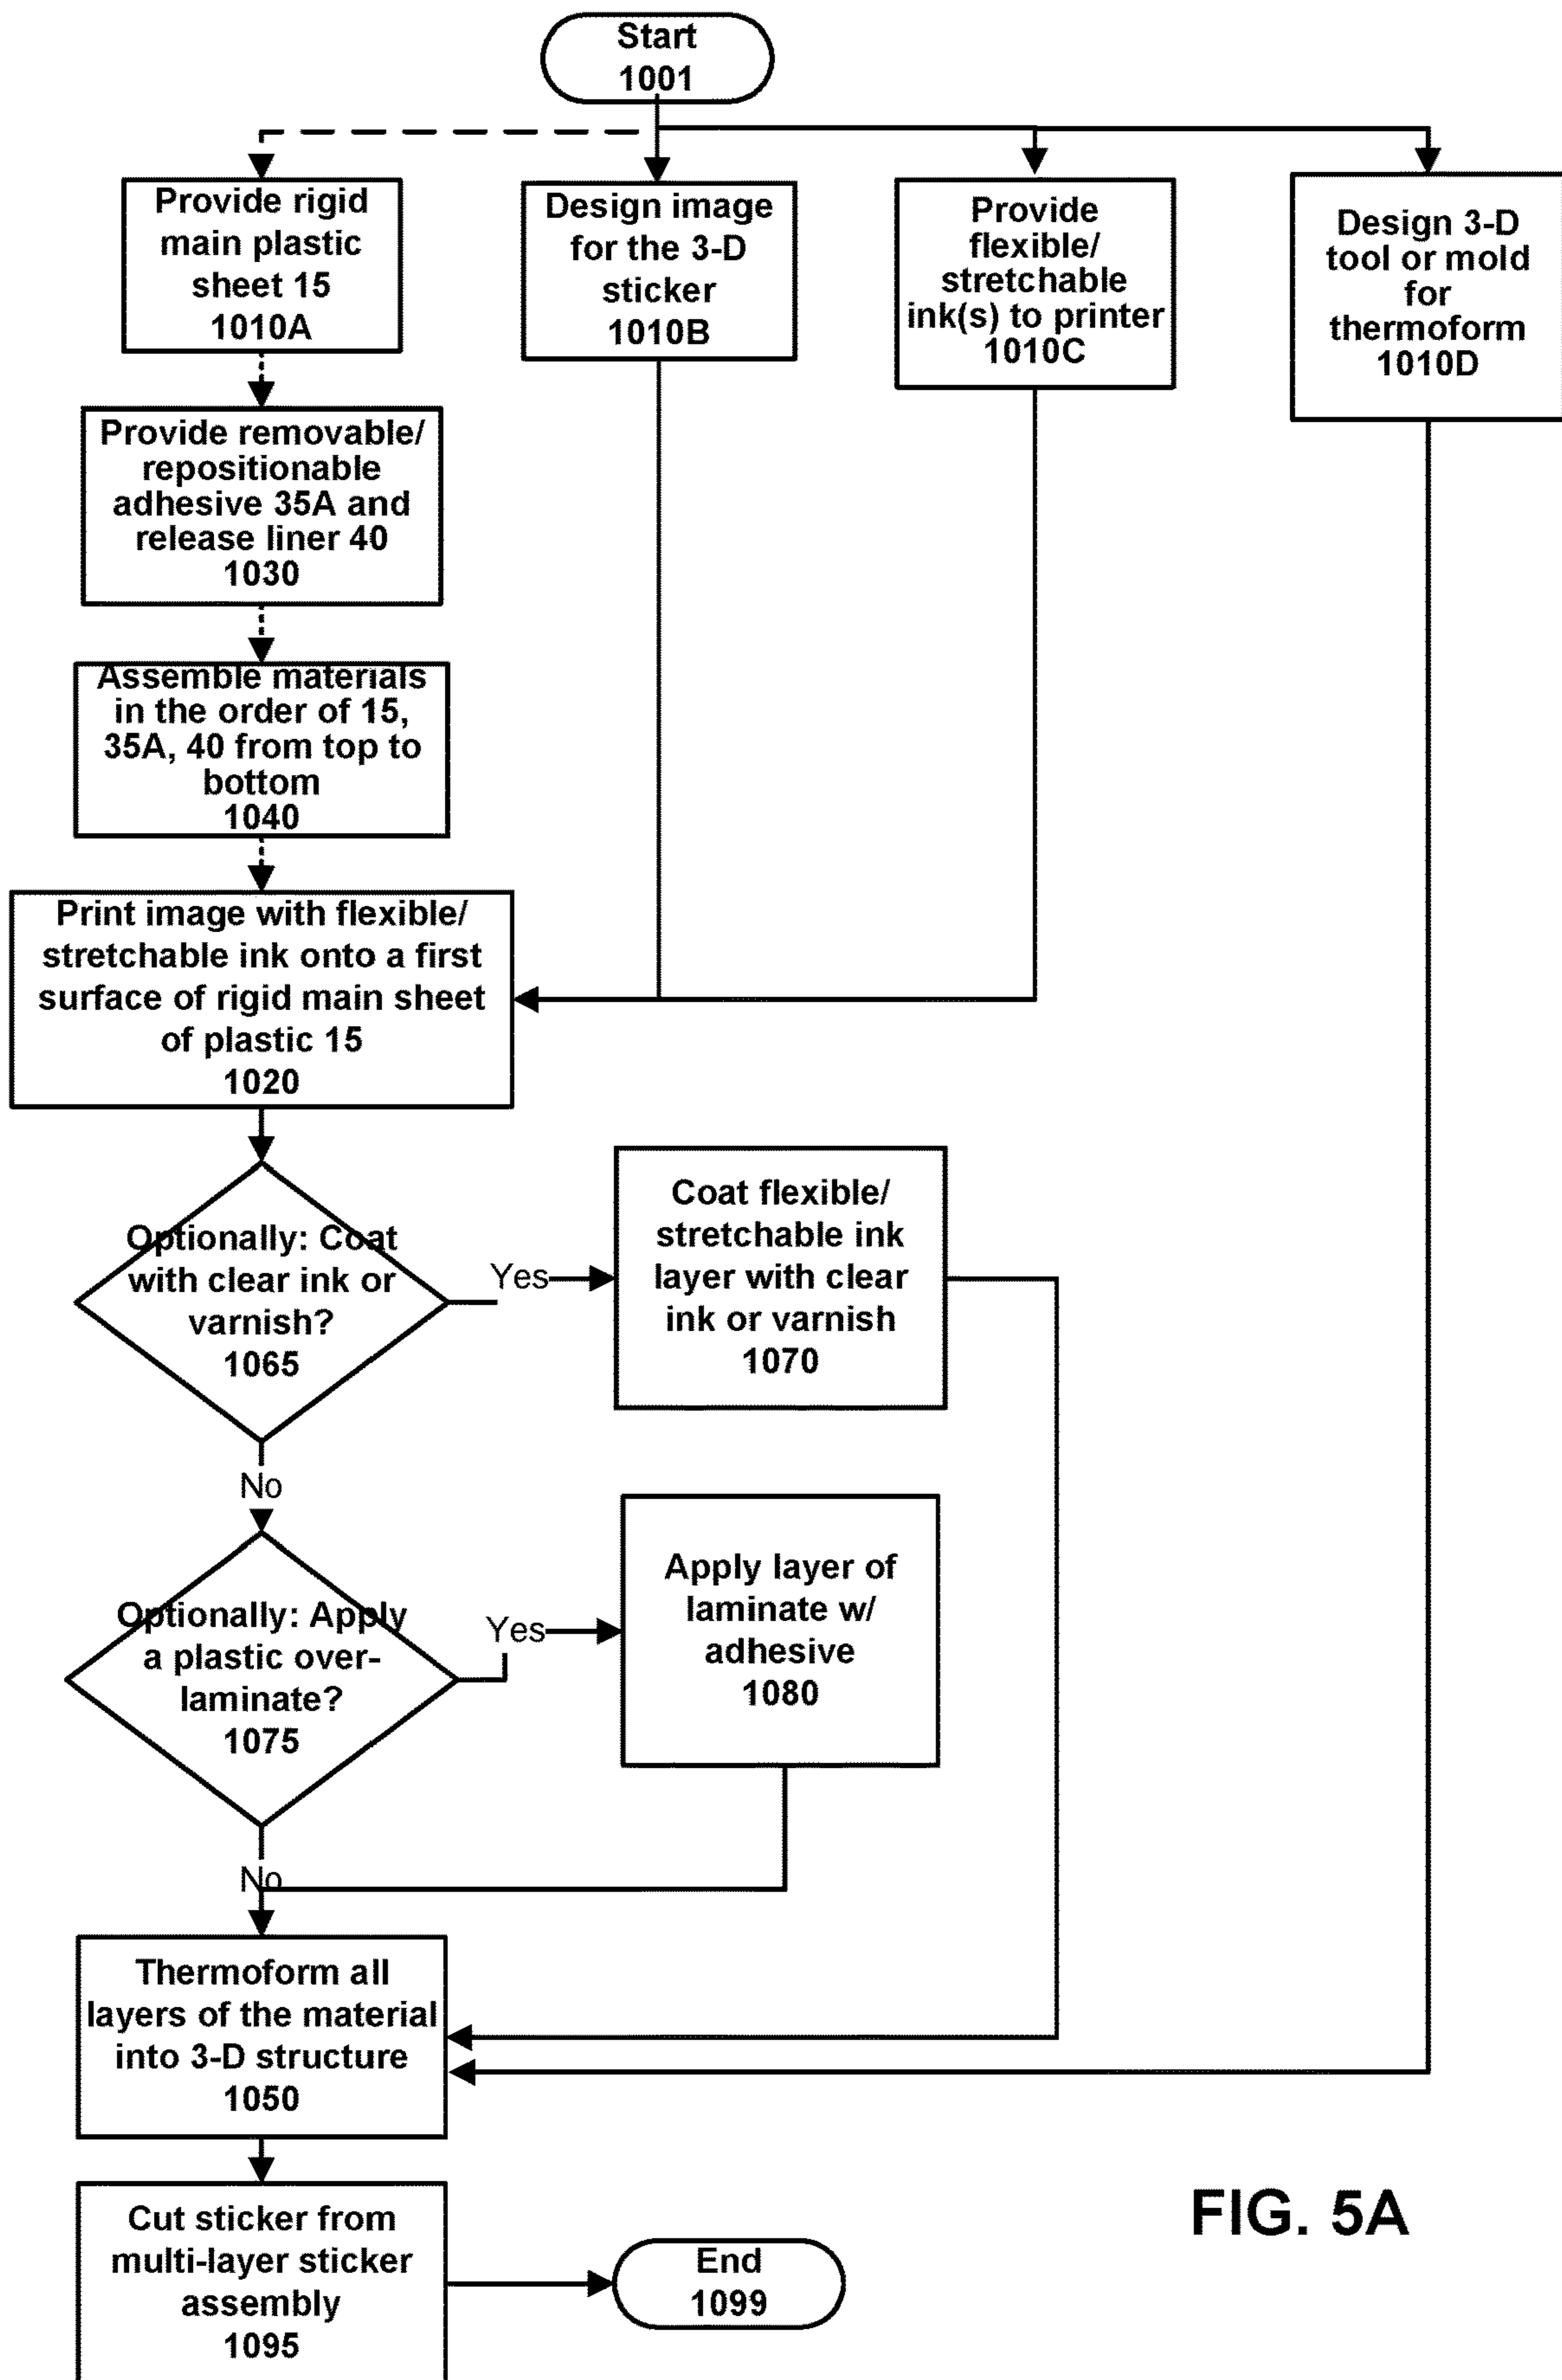 Start
1001
Provide rigid
main plastic
sheet 15
1010A
Design image
for the 3-D
sticker
1010B
Provide
flexible/
stretchable
ink(s) to printer
1010C
Design 3-D
tool or mold
for
thermoform
1010D
Provide removable/
repositionable
adhesive 35A and
release liner 40
1030
Assemble materials
in the order of 15,
35A, 40 from top to
bottom
1040
Print image with flexible/
stretchable ink onto a first
surface of rigid main sheet
of plastic 15
1020
Optionally: Coat
with clear ink or
varnish?
1065
Yes
Coat flexible/
stretchable ink
layer with clear
ink or varnish
1070
No
Optionally: Apply
a plastic over-
laminate?
1075
Yes
Apply layer of
laminate w/
adhesive
1080
No
Thermoform all
layers of the material
into 3-D structure
1050
Cut sticker from
multi-layer sticker
assembly
1095
End
1099
FIG. 5A